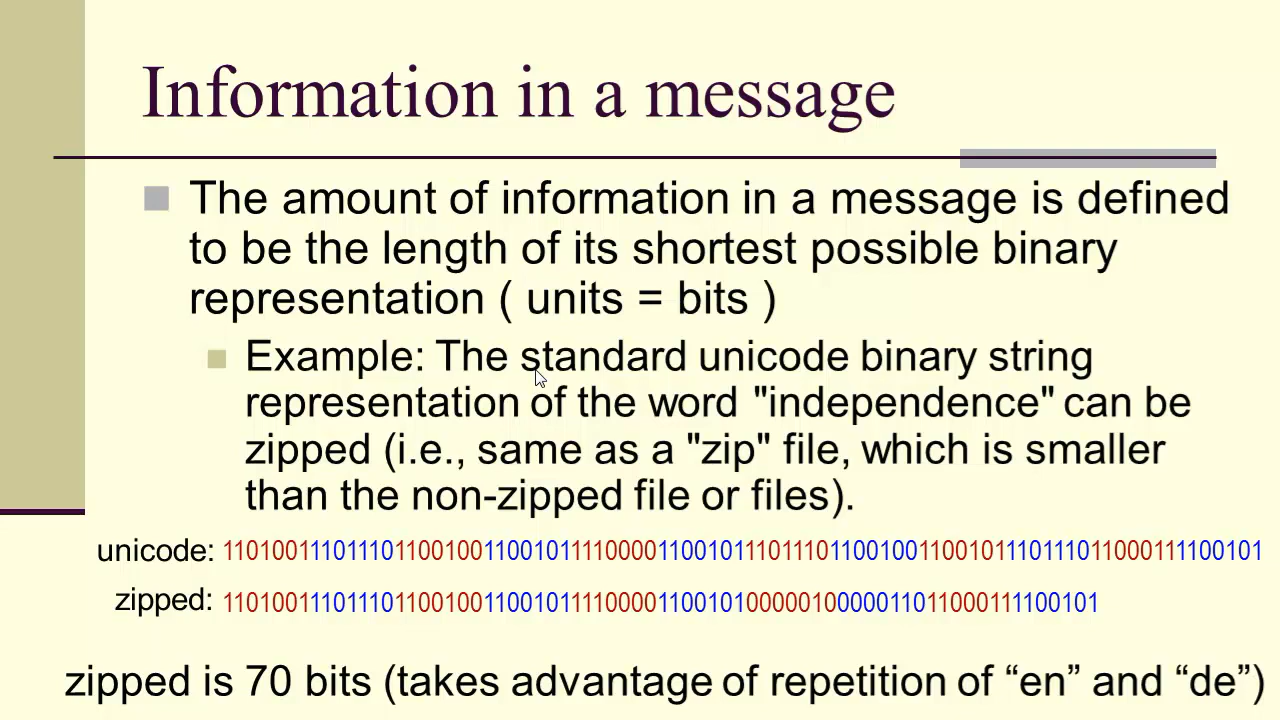 Information in a message
The amount of information in a message is defined
to be the length of its shortest possible binary
representation ( units = bits )
Example: The standard unicode binary string
representation of the word "independence" can be
zipped (i.e., same as a "zip" file, which is smaller
than the non-zipped file or files).
unicode: 110100111011101100100110010111100001100101110111011001001100101110111011000111100101
zipped: 1101001110111011001001100101111000011001010000010000011011000111100101
zipped is 70 bits (takes advantage of repetition of “en” and “de”)